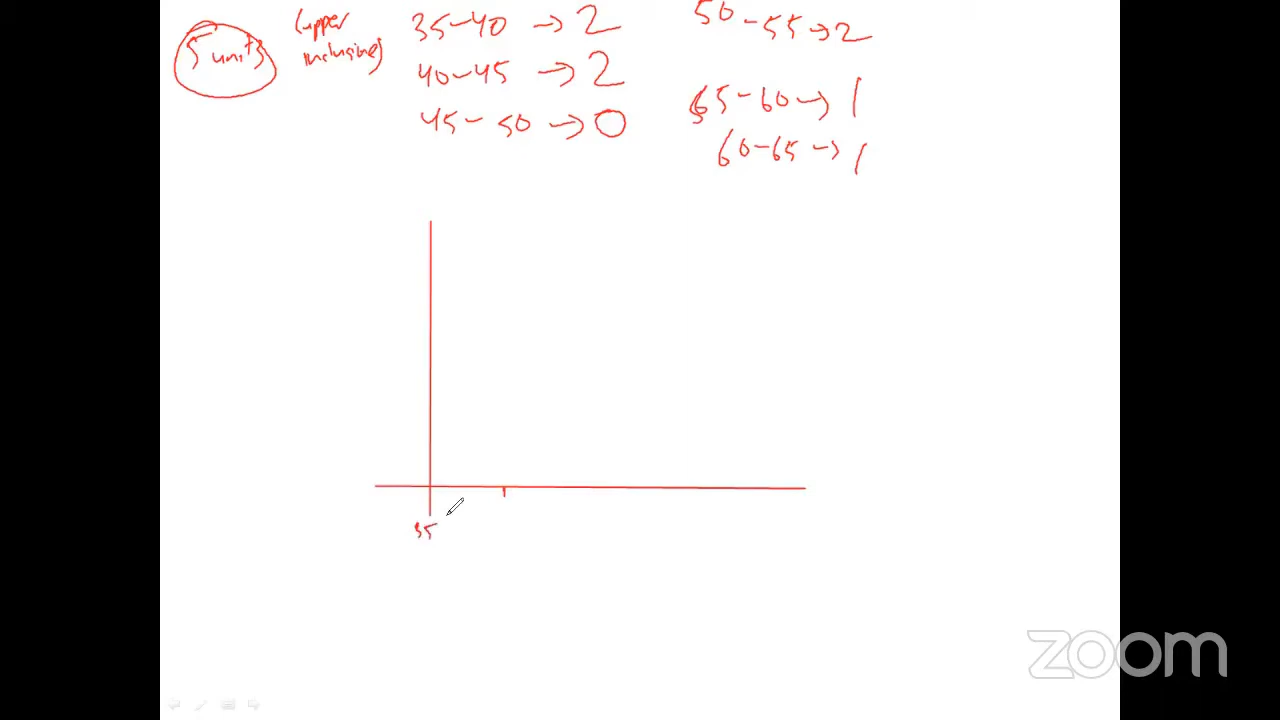 5 units
(upper inclusive)
35-40 → 2
40-45 → 2
45-50 → 0
50-55 → 2
65-60 → 1
60-65 → 1
35
zoom